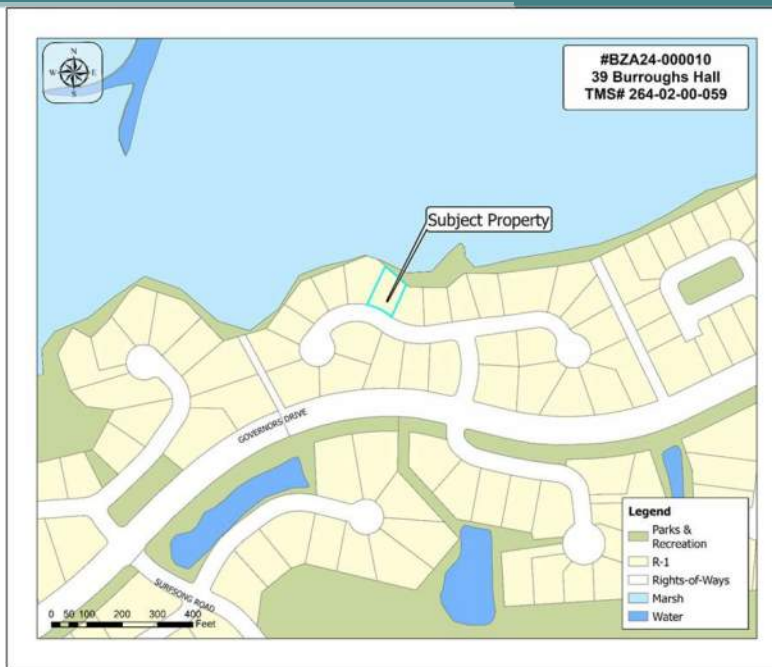 N
W
E
S
#BZA24-000010
39 Burroughs Hall
TMS# 264-02-00-059
Subject Property
GOVERNORS DRIVE
SURFSONG ROAD
Legend
Parks &
Recreation
R-1
Rights-of-Ways
Marsh
Water
0 50 100 200 300 400
Feet